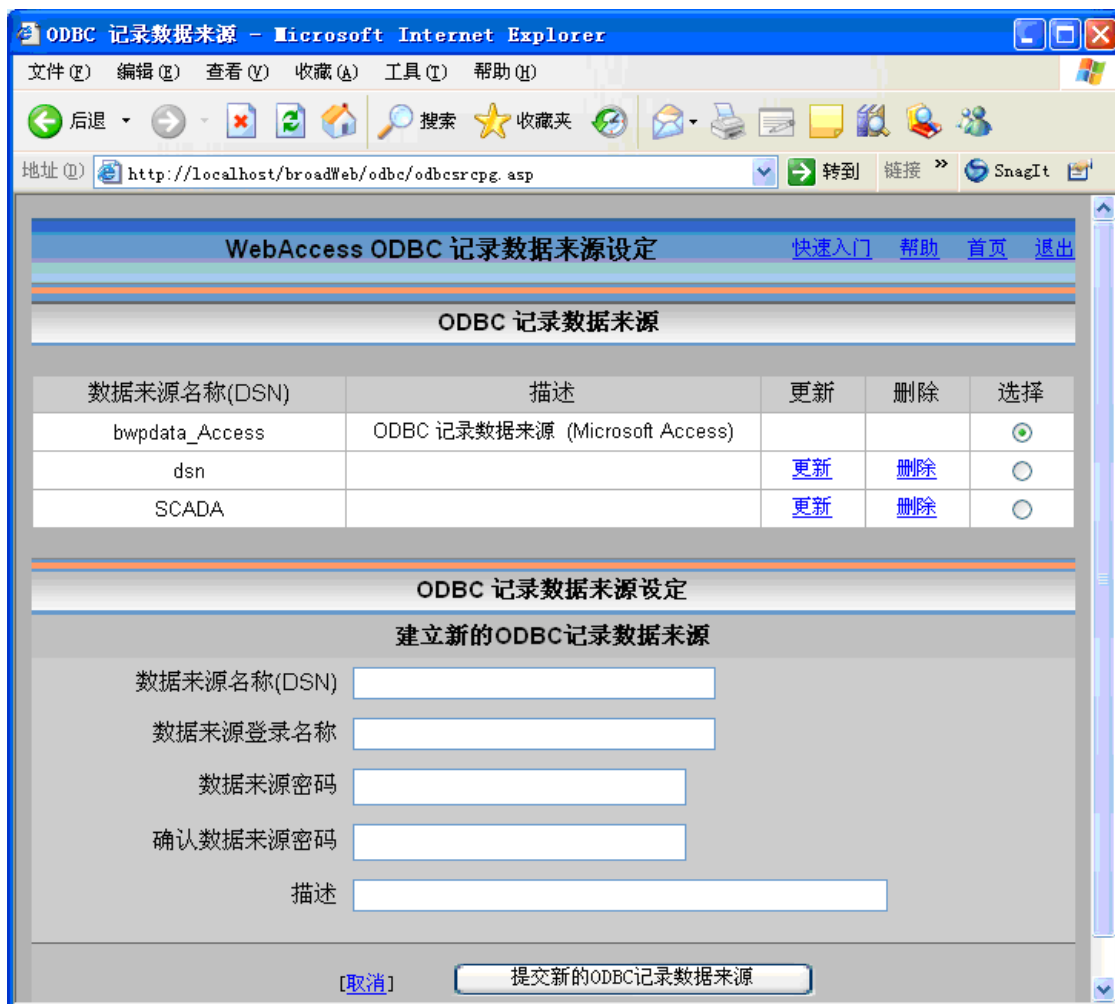 ODBC 记录数据来源 - Microsoft Internet Explorer
文件(F) 编辑(E) 查看(V) 收藏(A) 工具(T) 帮助(H)
后退 搜索 收藏夹
地址(D) http://localhost/broadWeb/odbc/odbcsrcpg.asp 转到 链接 » SnagIt
WebAccess ODBC 记录数据来源设定 快速入门 帮助 首页 退出
ODBC 记录数据来源
数据来源名称(DSN) 描述 更新 删除 选择
bwpdata_Access ODBC 记录数据来源 (Microsoft Access)
dsn 更新 删除
SCADA 更新 删除
ODBC 记录数据来源设定
建立新的ODBC记录数据来源
数据来源名称(DSN)
数据来源登录名称
数据来源密码
确认数据来源密码
描述
[取消] 提交新的ODBC记录数据来源